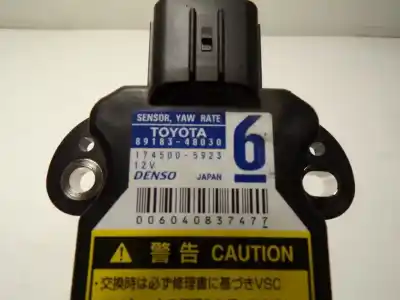 SENSOR, YAW RATE
TOYOTA
89183-48030
174500-5923
12V
6
DENSO JAPAN
0060408374777
警告 CAUTION
・交換時は必ず修理書に基づきVSC